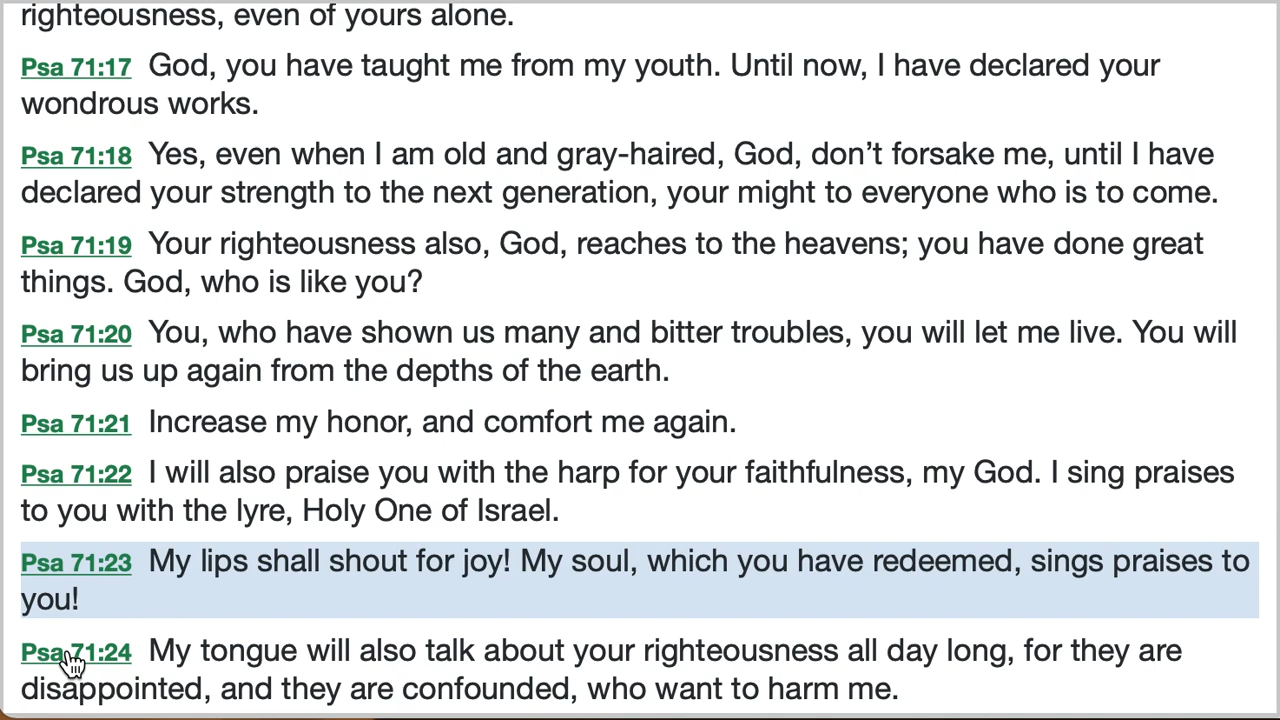 righteousness, even of yours alone.
Psa 71:17 God, you have taught me from my youth. Until now, I have declared your
wondrous works.
Psa 71:18 Yes, even when I am old and gray-haired, God, don’t forsake me, until I have
declared your strength to the next generation, your might to everyone who is to come.
Psa 71:19 Your righteousness also, God, reaches to the heavens; you have done great
things. God, who is like you?
Psa 71:20 You, who have shown us many and bitter troubles, you will let me live. You will
bring us up again from the depths of the earth.
Psa 71:21 Increase my honor, and comfort me again.
Psa 71:22 I will also praise you with the harp for your faithfulness, my God. I sing praises
to you with the lyre, Holy One of Israel.
Psa 71:23 My lips shall shout for joy! My soul, which you have redeemed, sings praises to
you!
Psa 71:24 My tongue will also talk about your righteousness all day long, for they are
disappointed, and they are confounded, who want to harm me.